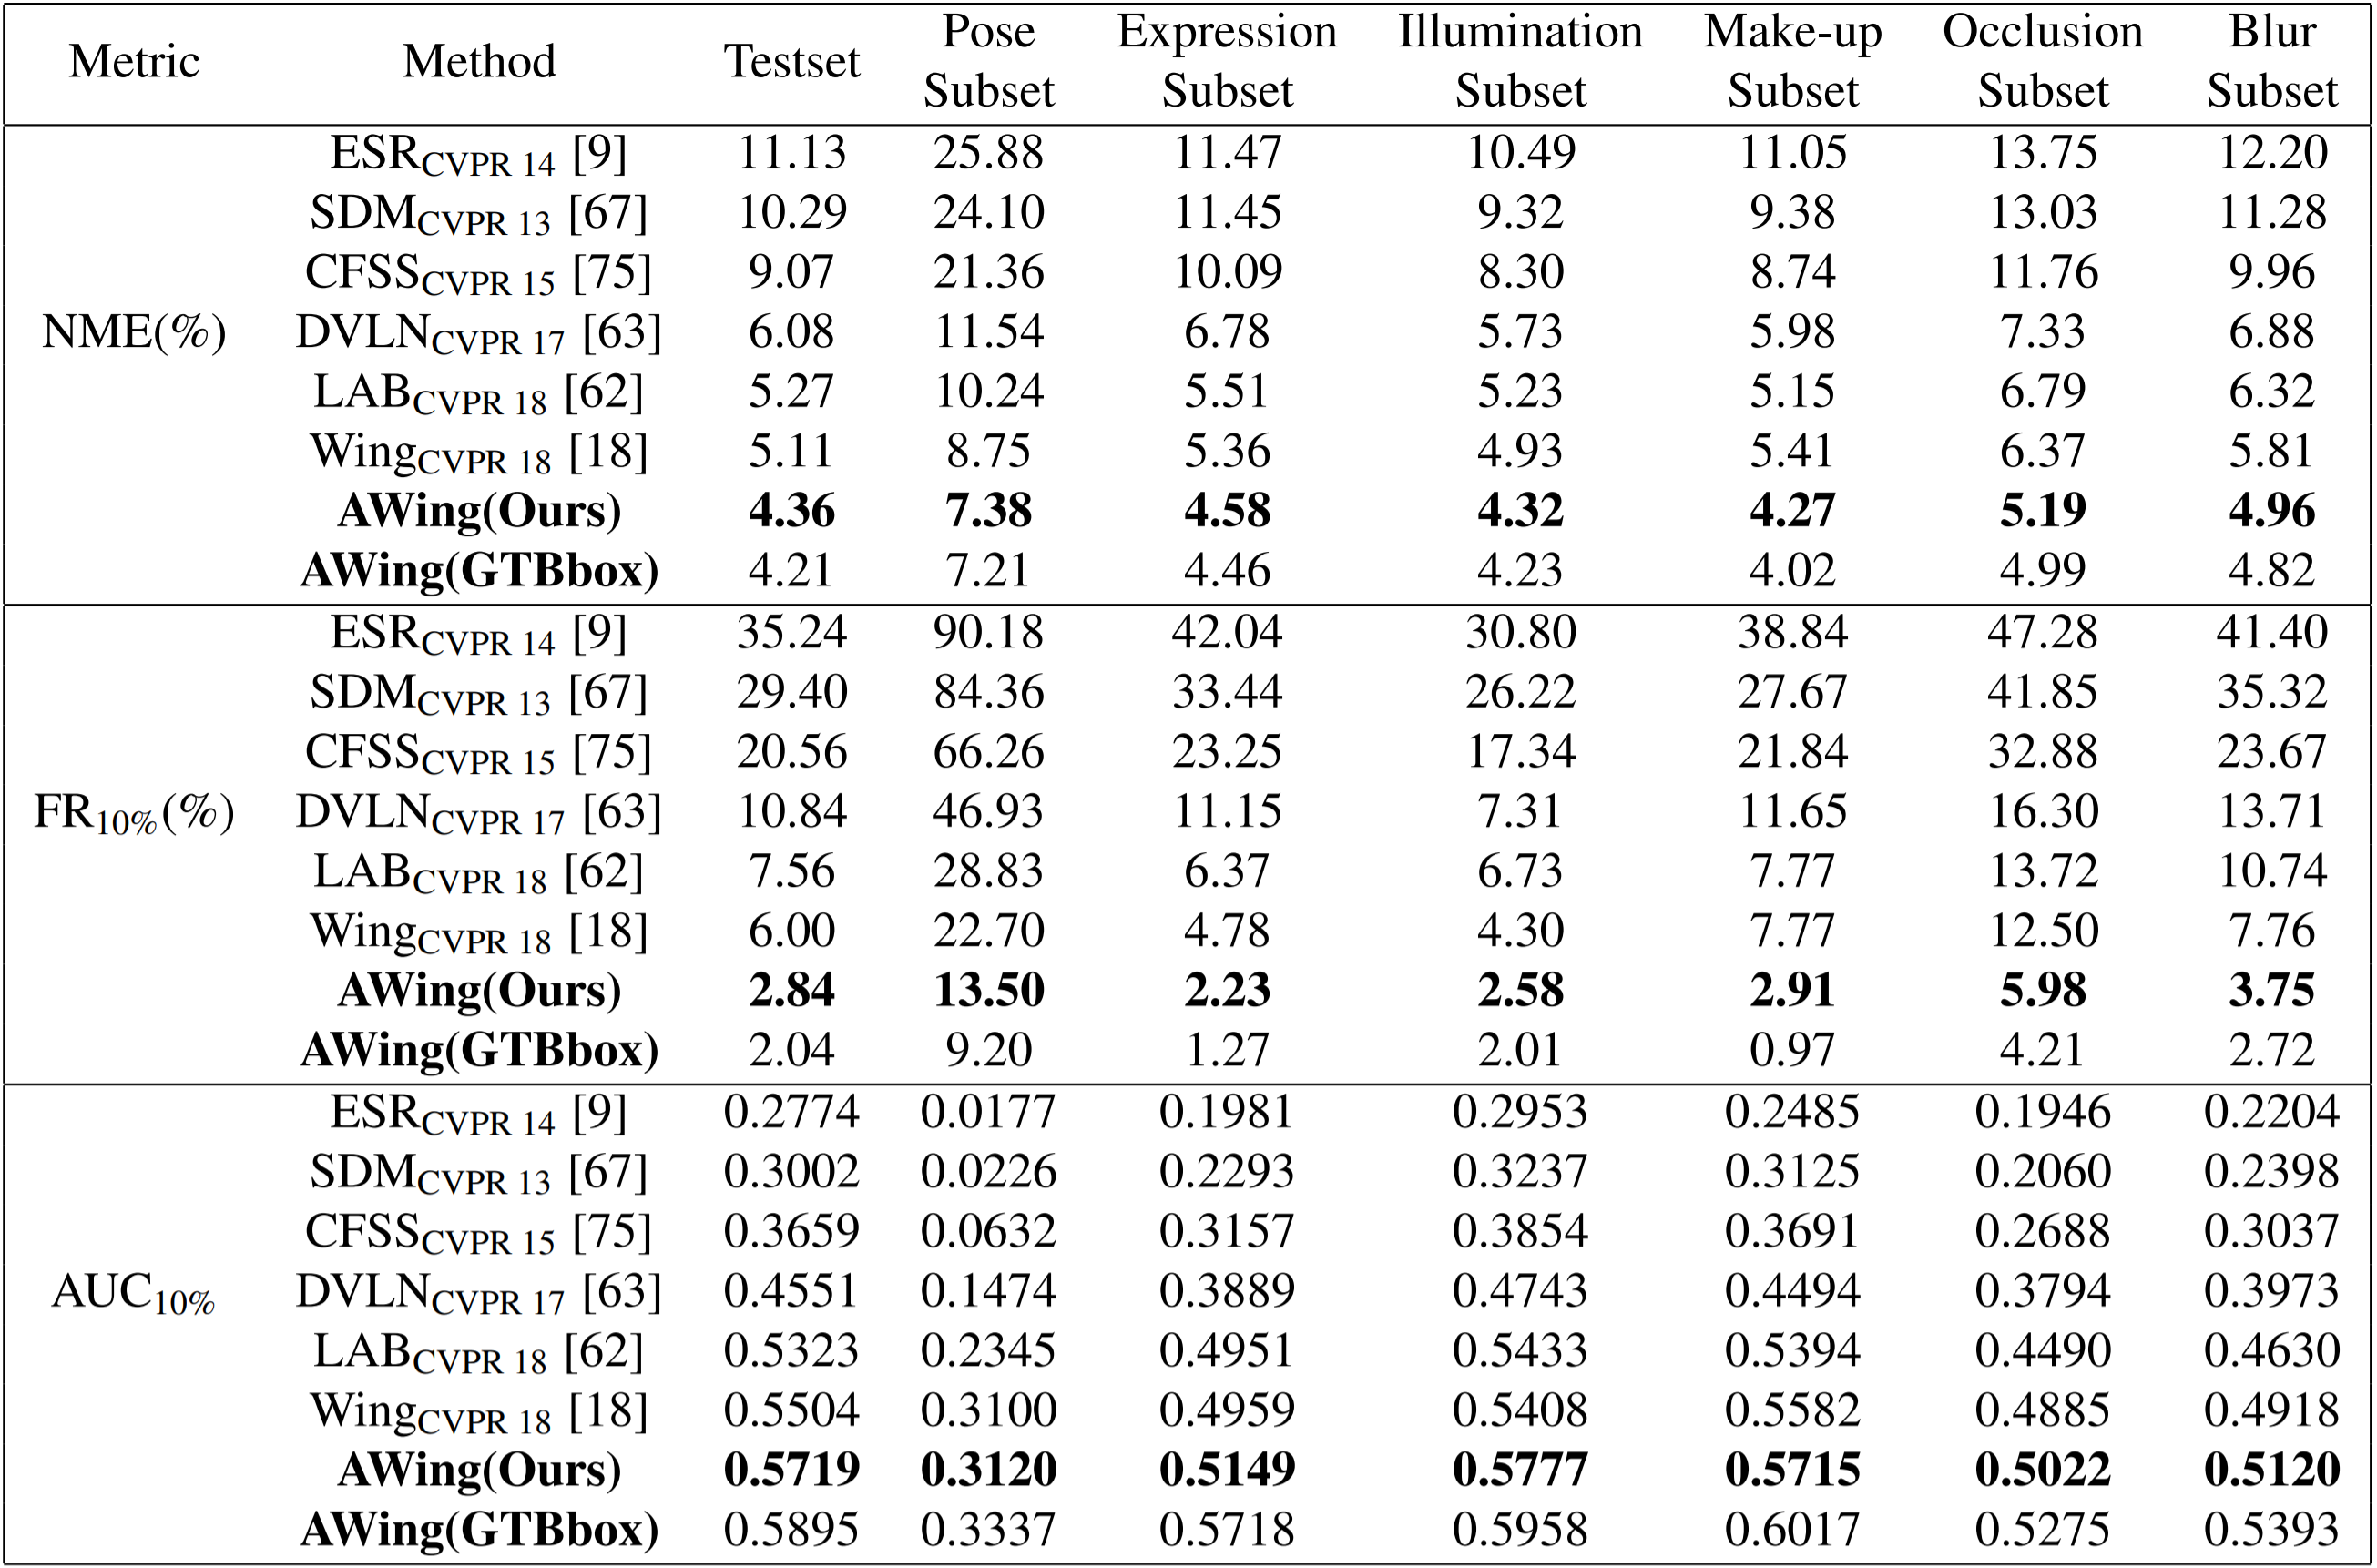 Metric Method Testset Pose Subset Expression Subset Illumination Subset Make-up Subset Occlusion Subset Blur Subset
NME(%)
ESR CVPR 14 [9] 11.13 25.88 11.47 10.49 11.05 13.75 12.20
SDM CVPR 13 [67] 10.29 24.10 11.45 9.32 9.38 13.03 11.28
CFSS CVPR 15 [75] 9.07 21.36 10.09 8.30 8.74 11.76 9.96
DVLN CVPR 17 [63] 6.08 11.54 6.78 5.73 5.98 7.33 6.88
LAB CVPR 18 [62] 5.27 10.24 5.51 5.23 5.15 6.79 6.32
Wing CVPR 18 [18] 5.11 8.75 5.36 4.93 5.41 6.37 5.81
AWing(Ours) 4.36 7.38 4.58 4.32 4.27 5.19 4.96
AWing(GTBbox) 4.21 7.21 4.46 4.23 4.02 4.99 4.82
FR10%(%)
ESR CVPR 14 [9] 35.24 90.18 42.04 30.80 38.84 47.28 41.40
SDM CVPR 13 [67] 29.40 84.36 33.44 26.22 27.67 41.85 35.32
CFSS CVPR 15 [75] 20.56 66.26 23.25 17.34 21.84 32.88 23.67
DVLN CVPR 17 [63] 10.84 46.93 11.15 7.31 11.65 16.30 13.71
LAB CVPR 18 [62] 7.56 28.83 6.37 6.73 7.77 13.72 10.74
Wing CVPR 18 [18] 6.00 22.70 4.78 4.30 7.77 12.50 7.76
AWing(Ours) 2.84 13.50 2.23 2.58 2.91 5.98 3.75
AWing(GTBbox) 2.04 9.20 1.27 2.01 0.97 4.21 2.72
AUC10%
ESR CVPR 14 [9] 0.2774 0.0177 0.1981 0.2953 0.2485 0.1946 0.2204
SDM CVPR 13 [67] 0.3002 0.0226 0.2293 0.3237 0.3125 0.2060 0.2398
CFSS CVPR 15 [75] 0.3659 0.0632 0.3157 0.3854 0.3691 0.2688 0.3037
DVLN CVPR 17 [63] 0.4551 0.1474 0.3889 0.4743 0.4494 0.3794 0.3973
LAB CVPR 18 [62] 0.5323 0.2345 0.4951 0.5433 0.5394 0.4490 0.4630
Wing CVPR 18 [18] 0.5504 0.3100 0.4959 0.5408 0.5582 0.4885 0.4918
AWing(Ours) 0.5719 0.3120 0.5149 0.5777 0.5715 0.5022 0.5120
AWing(GTBbox) 0.5895 0.3337 0.5718 0.5958 0.6017 0.5275 0.5393